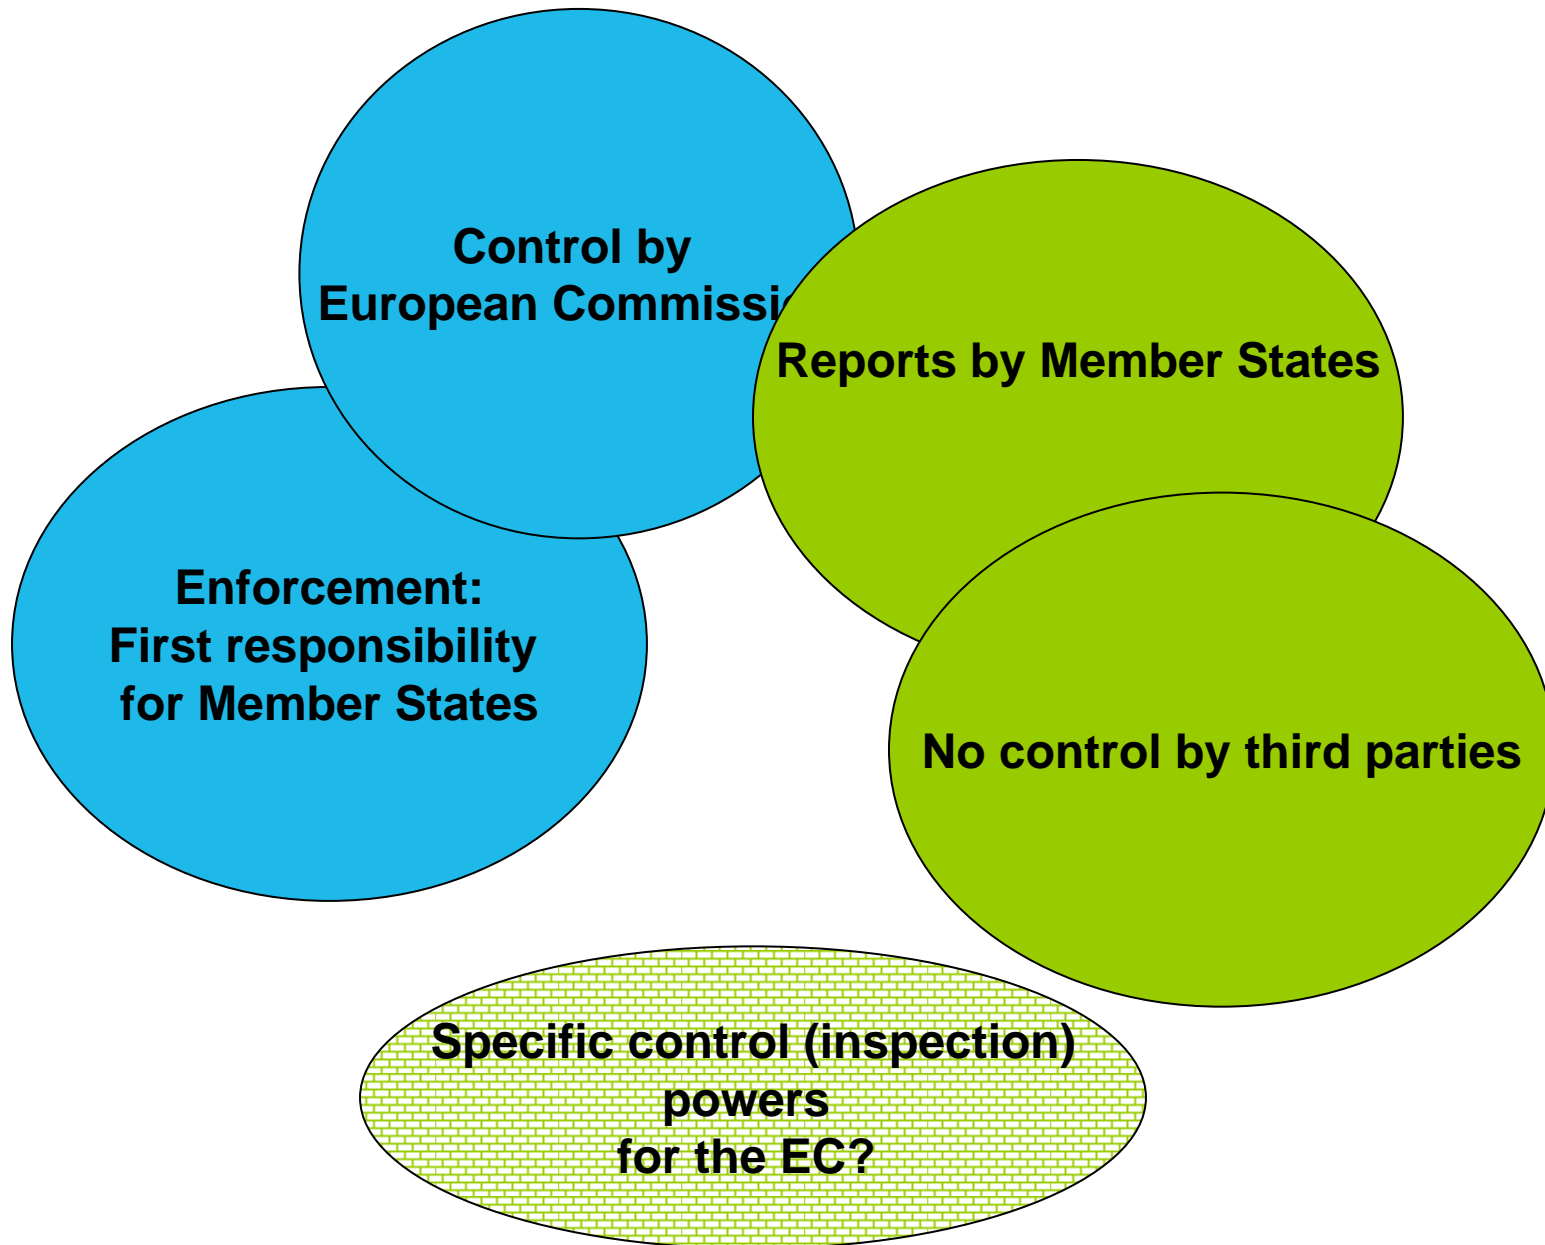 Control by
European Commissi
Reports by Member States
Enforcement:
First responsibility
for Member States
No control by third parties
Specific control (inspection)
powers
for the EC?